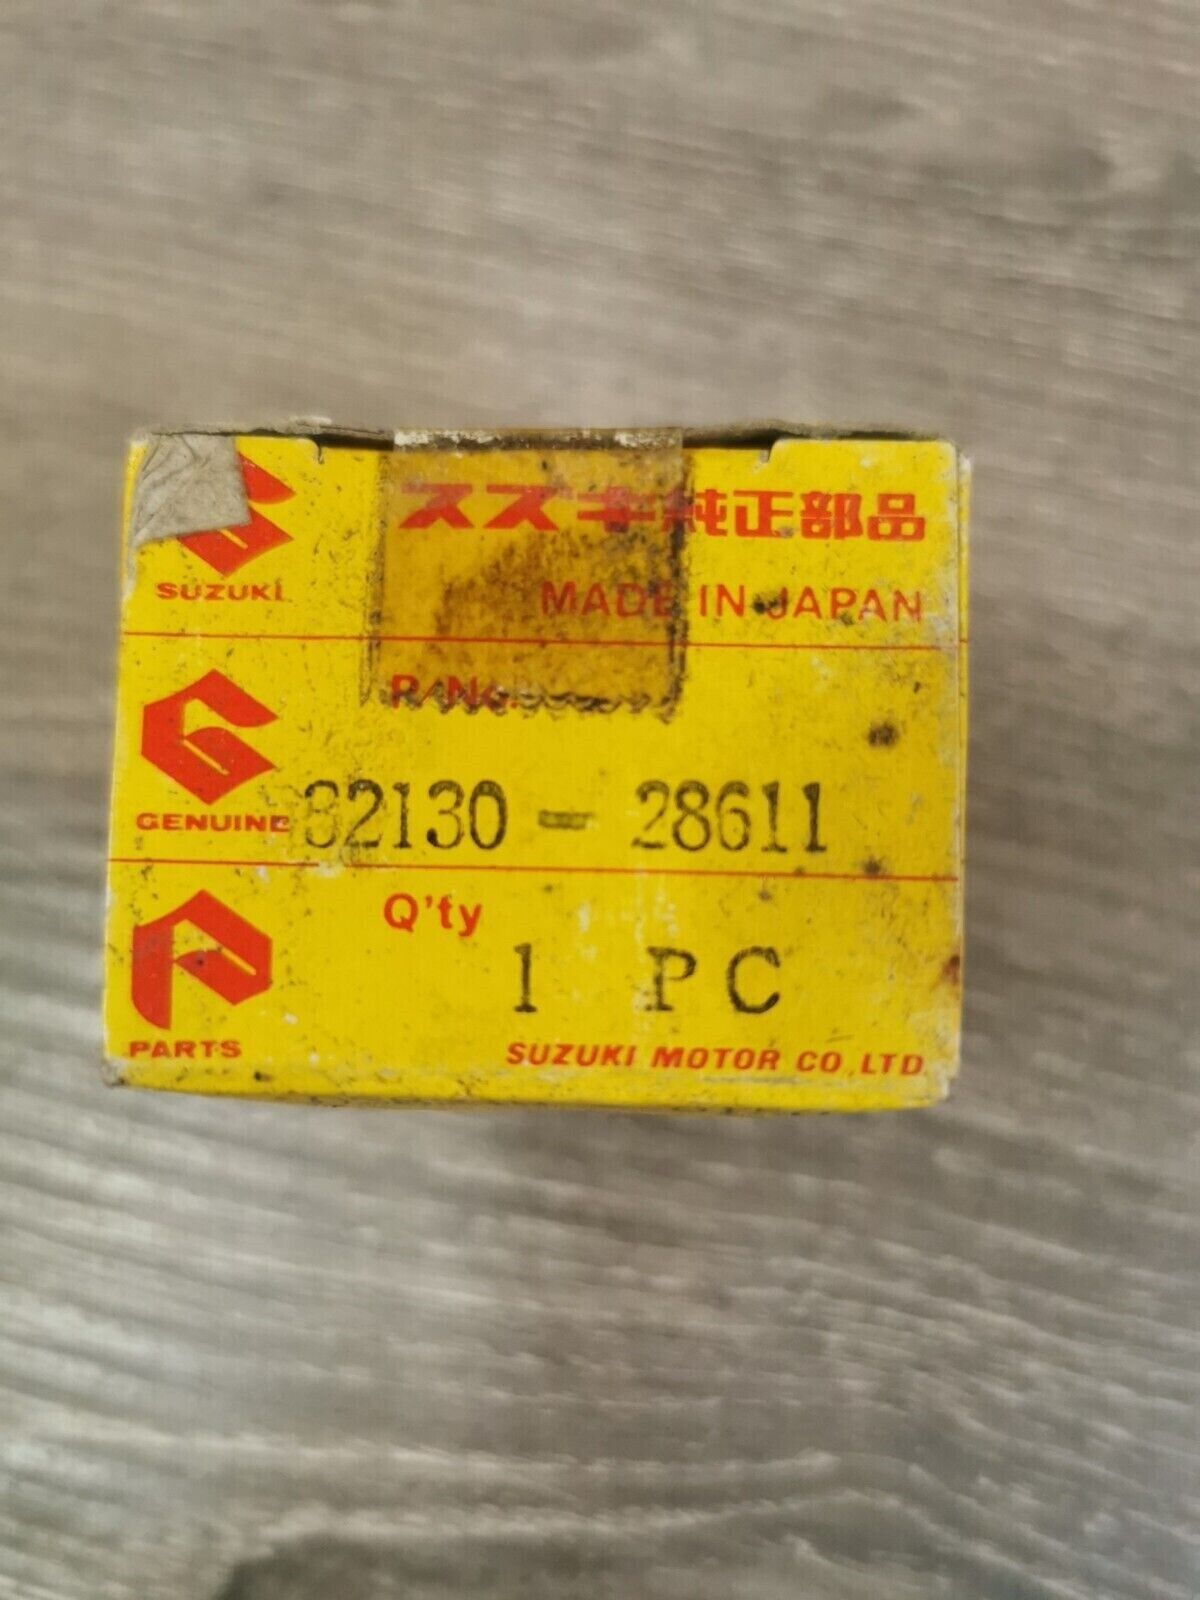 スズキ純正部品
SUZUKI
MADE IN JAPAN
P/No.
GENUINE
32130 - 28611
Q'ty
1 PC
PARTS
SUZUKI MOTOR CO.,LTD.